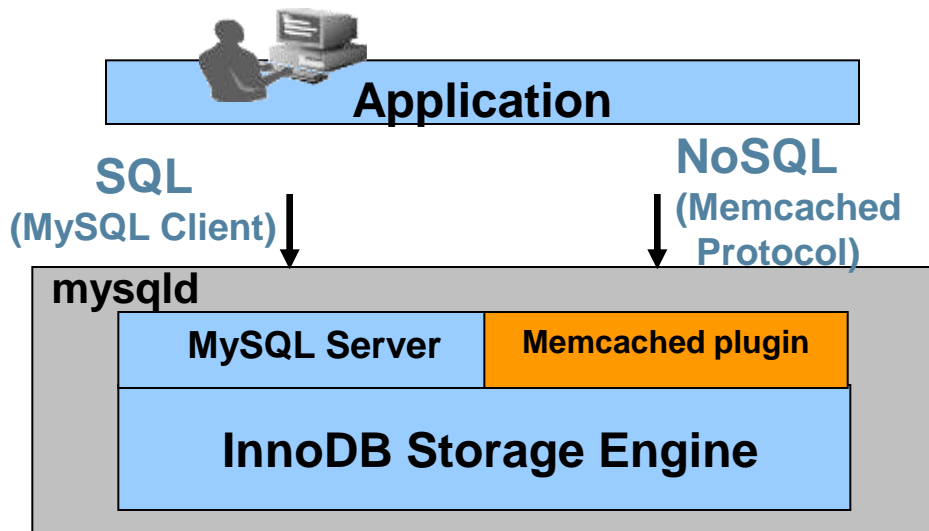 Application
SQL
(MySQL Client)
NoSQL
(Memcached
Protocol)
mysqld
MySQL Server
Memcached plugin
InnoDB Storage Engine